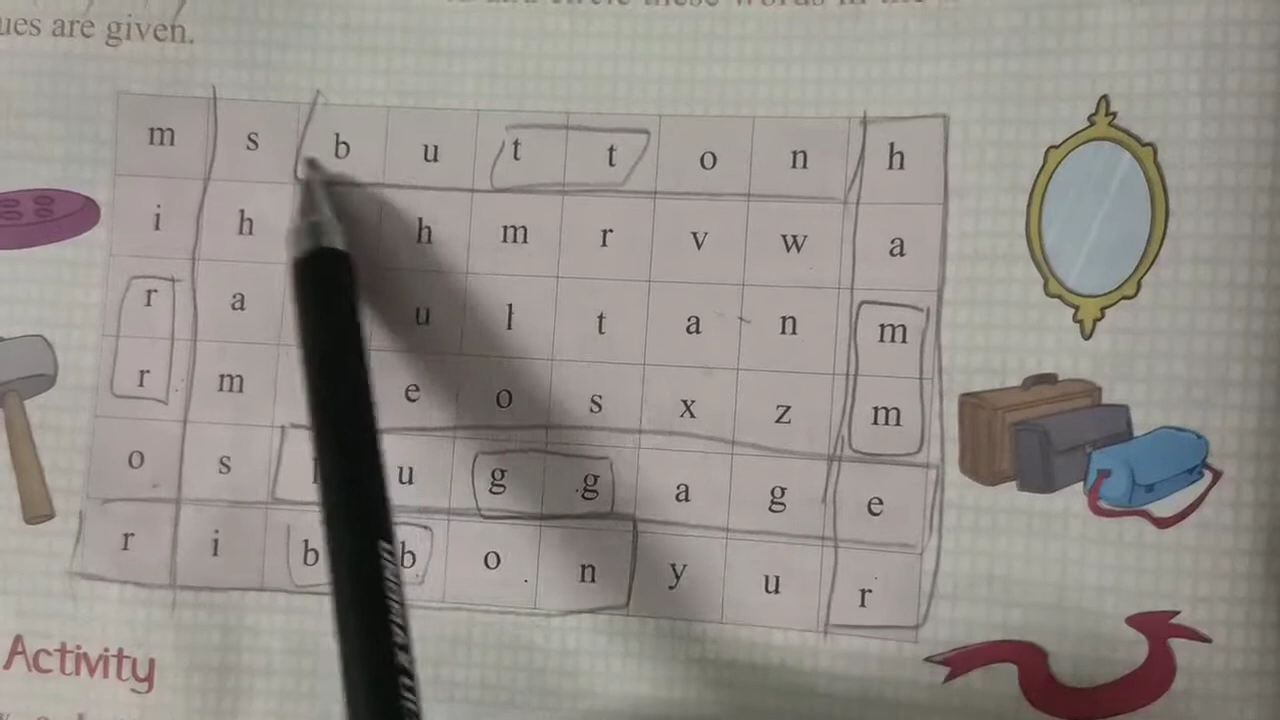 ues are given.
m s b u t t o n h
i h h m r v w a
r a u l t a n m
r m e o s x z m
o s u g g a g e
r i b b o n y u r
Activity